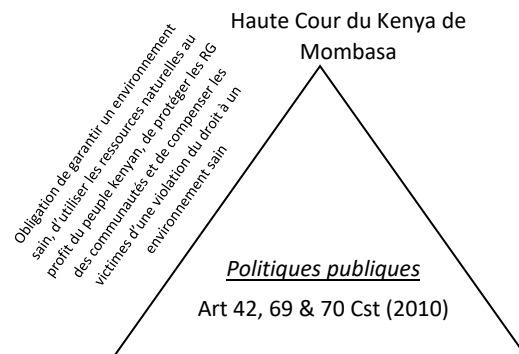 Haute Cour du Kenya de
Mombasa
Obligation de garantir un environnement
sain, d'utiliser les ressources naturelles au
profit du peuple kenyan, de protéger les RG
des communautés et de compenser les
victimes d'une violation du droit à un
environnement sain
Politiques publiques
Art 42, 69 & 70 Cst (2010)